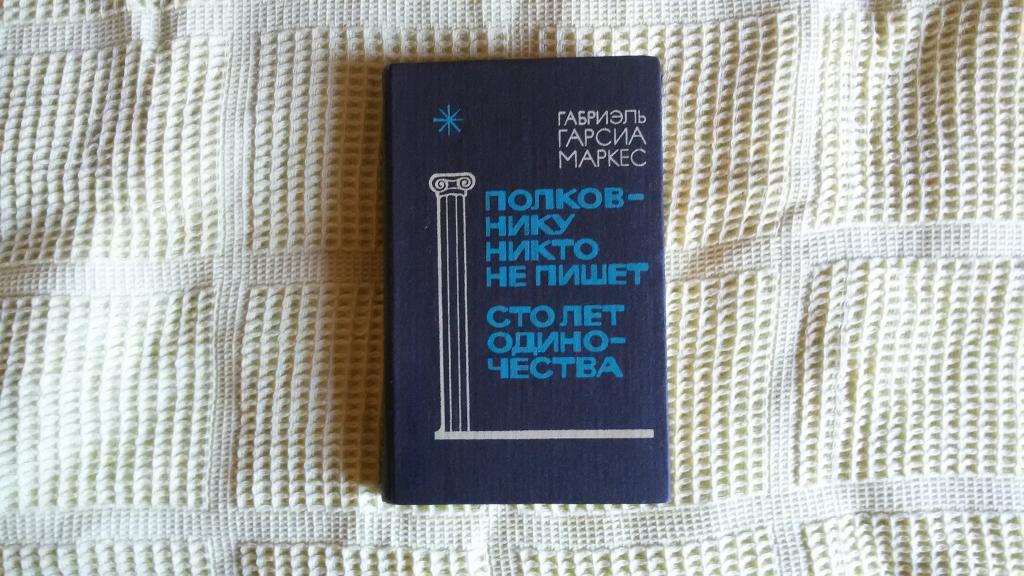 ГАБРИЭЛЬ
ГАРСИА
МАРКЕС
ПОЛКОВ-
НИКУ
НИКТО
НЕ ПИШЕТ
СТО ЛЕТ
ОДИНО-
ЧЕСТВА